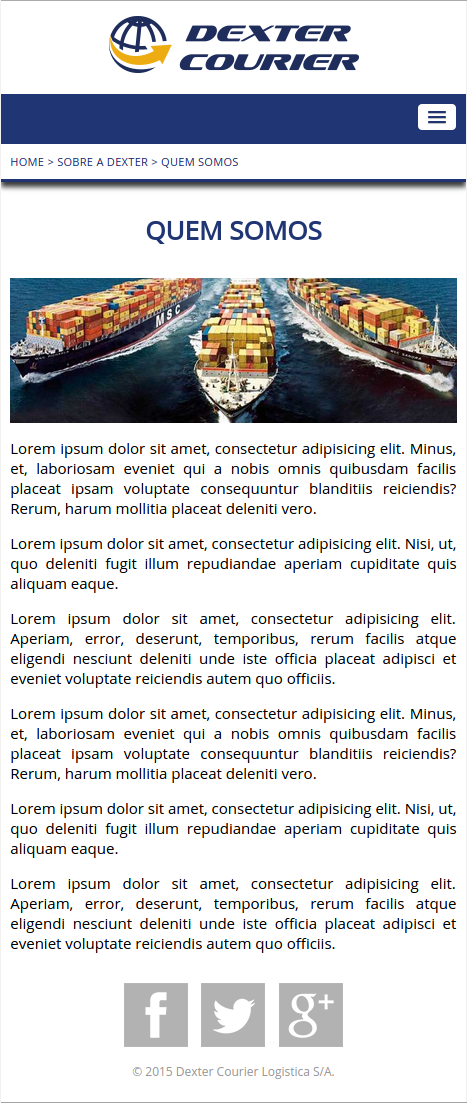 DEXTER
COURIER
HOME > SOBRE A DEXTER > QUEM SOMOS
QUEM SOMOS
MSC
Lorem ipsum dolor sit amet, consectetur adipisicing elit. Minus,
et, laboriosam eveniet qui a nobis omnis quibusdam facilis
placeat ipsam voluptate consequuntur blanditiis reiciendis?
Rerum, harum mollitia placeat deleniti vero.
Lorem ipsum dolor sit amet, consectetur adipisicing elit. Nisi, ut,
quo deleniti fugit illum repudiandae aperiam cupiditate quis
aliquam eaque.
Lorem ipsum dolor sit amet, consectetur adipisicing elit.
Aperiam, error, deserunt, temporibus, rerum facilis atque
eligendi nesciunt deleniti unde iste officia placeat adipisci et
eveniet voluptate reiciendis autem quo officiis.
Lorem ipsum dolor sit amet, consectetur adipisicing elit. Minus,
et, laboriosam eveniet qui a nobis omnis quibusdam facilis
placeat ipsam voluptate consequuntur blanditiis reiciendis?
Rerum, harum mollitia placeat deleniti vero.
Lorem ipsum dolor sit amet, consectetur adipisicing elit. Nisi, ut,
quo deleniti fugit illum repudiandae aperiam cupiditate quis
aliquam eaque.
Lorem ipsum dolor sit amet, consectetur adipisicing elit.
Aperiam, error, deserunt, temporibus, rerum facilis atque
eligendi nesciunt deleniti unde iste officia placeat adipisci et
eveniet voluptate reiciendis autem quo officiis.
f g+
© 2015 Dexter Courier Logistica S/A.